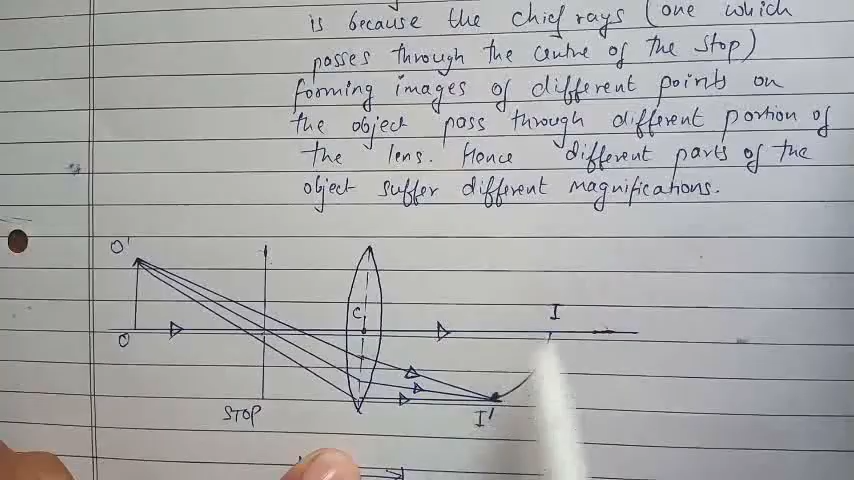 is because the chief rays (one which
passes through the centre of the stop)
forming images of different points on
the object pass through different portion of
the lens. Hence different parts of the
object suffer different magnifications.
O'
I
C
O
STOP
I'